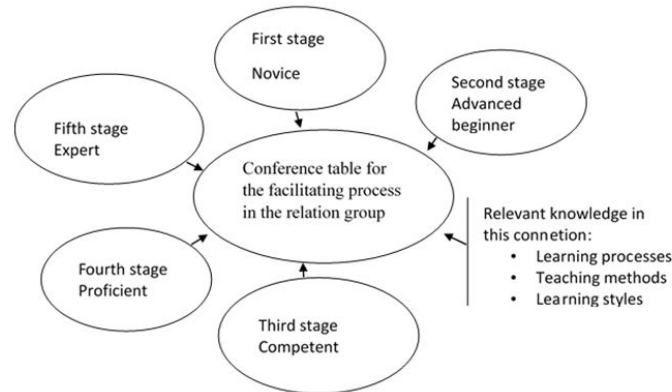 First stage
Novice
Second stage
Advanced
beginner
Fifth stage
Expert
Conference table for
the facilitating process
in the relation group
Relevant knowledge in
this connetion:
• Learning processes
• Teaching methods
• Learning styles
Fourth stage
Proficient
Third stage
Competent